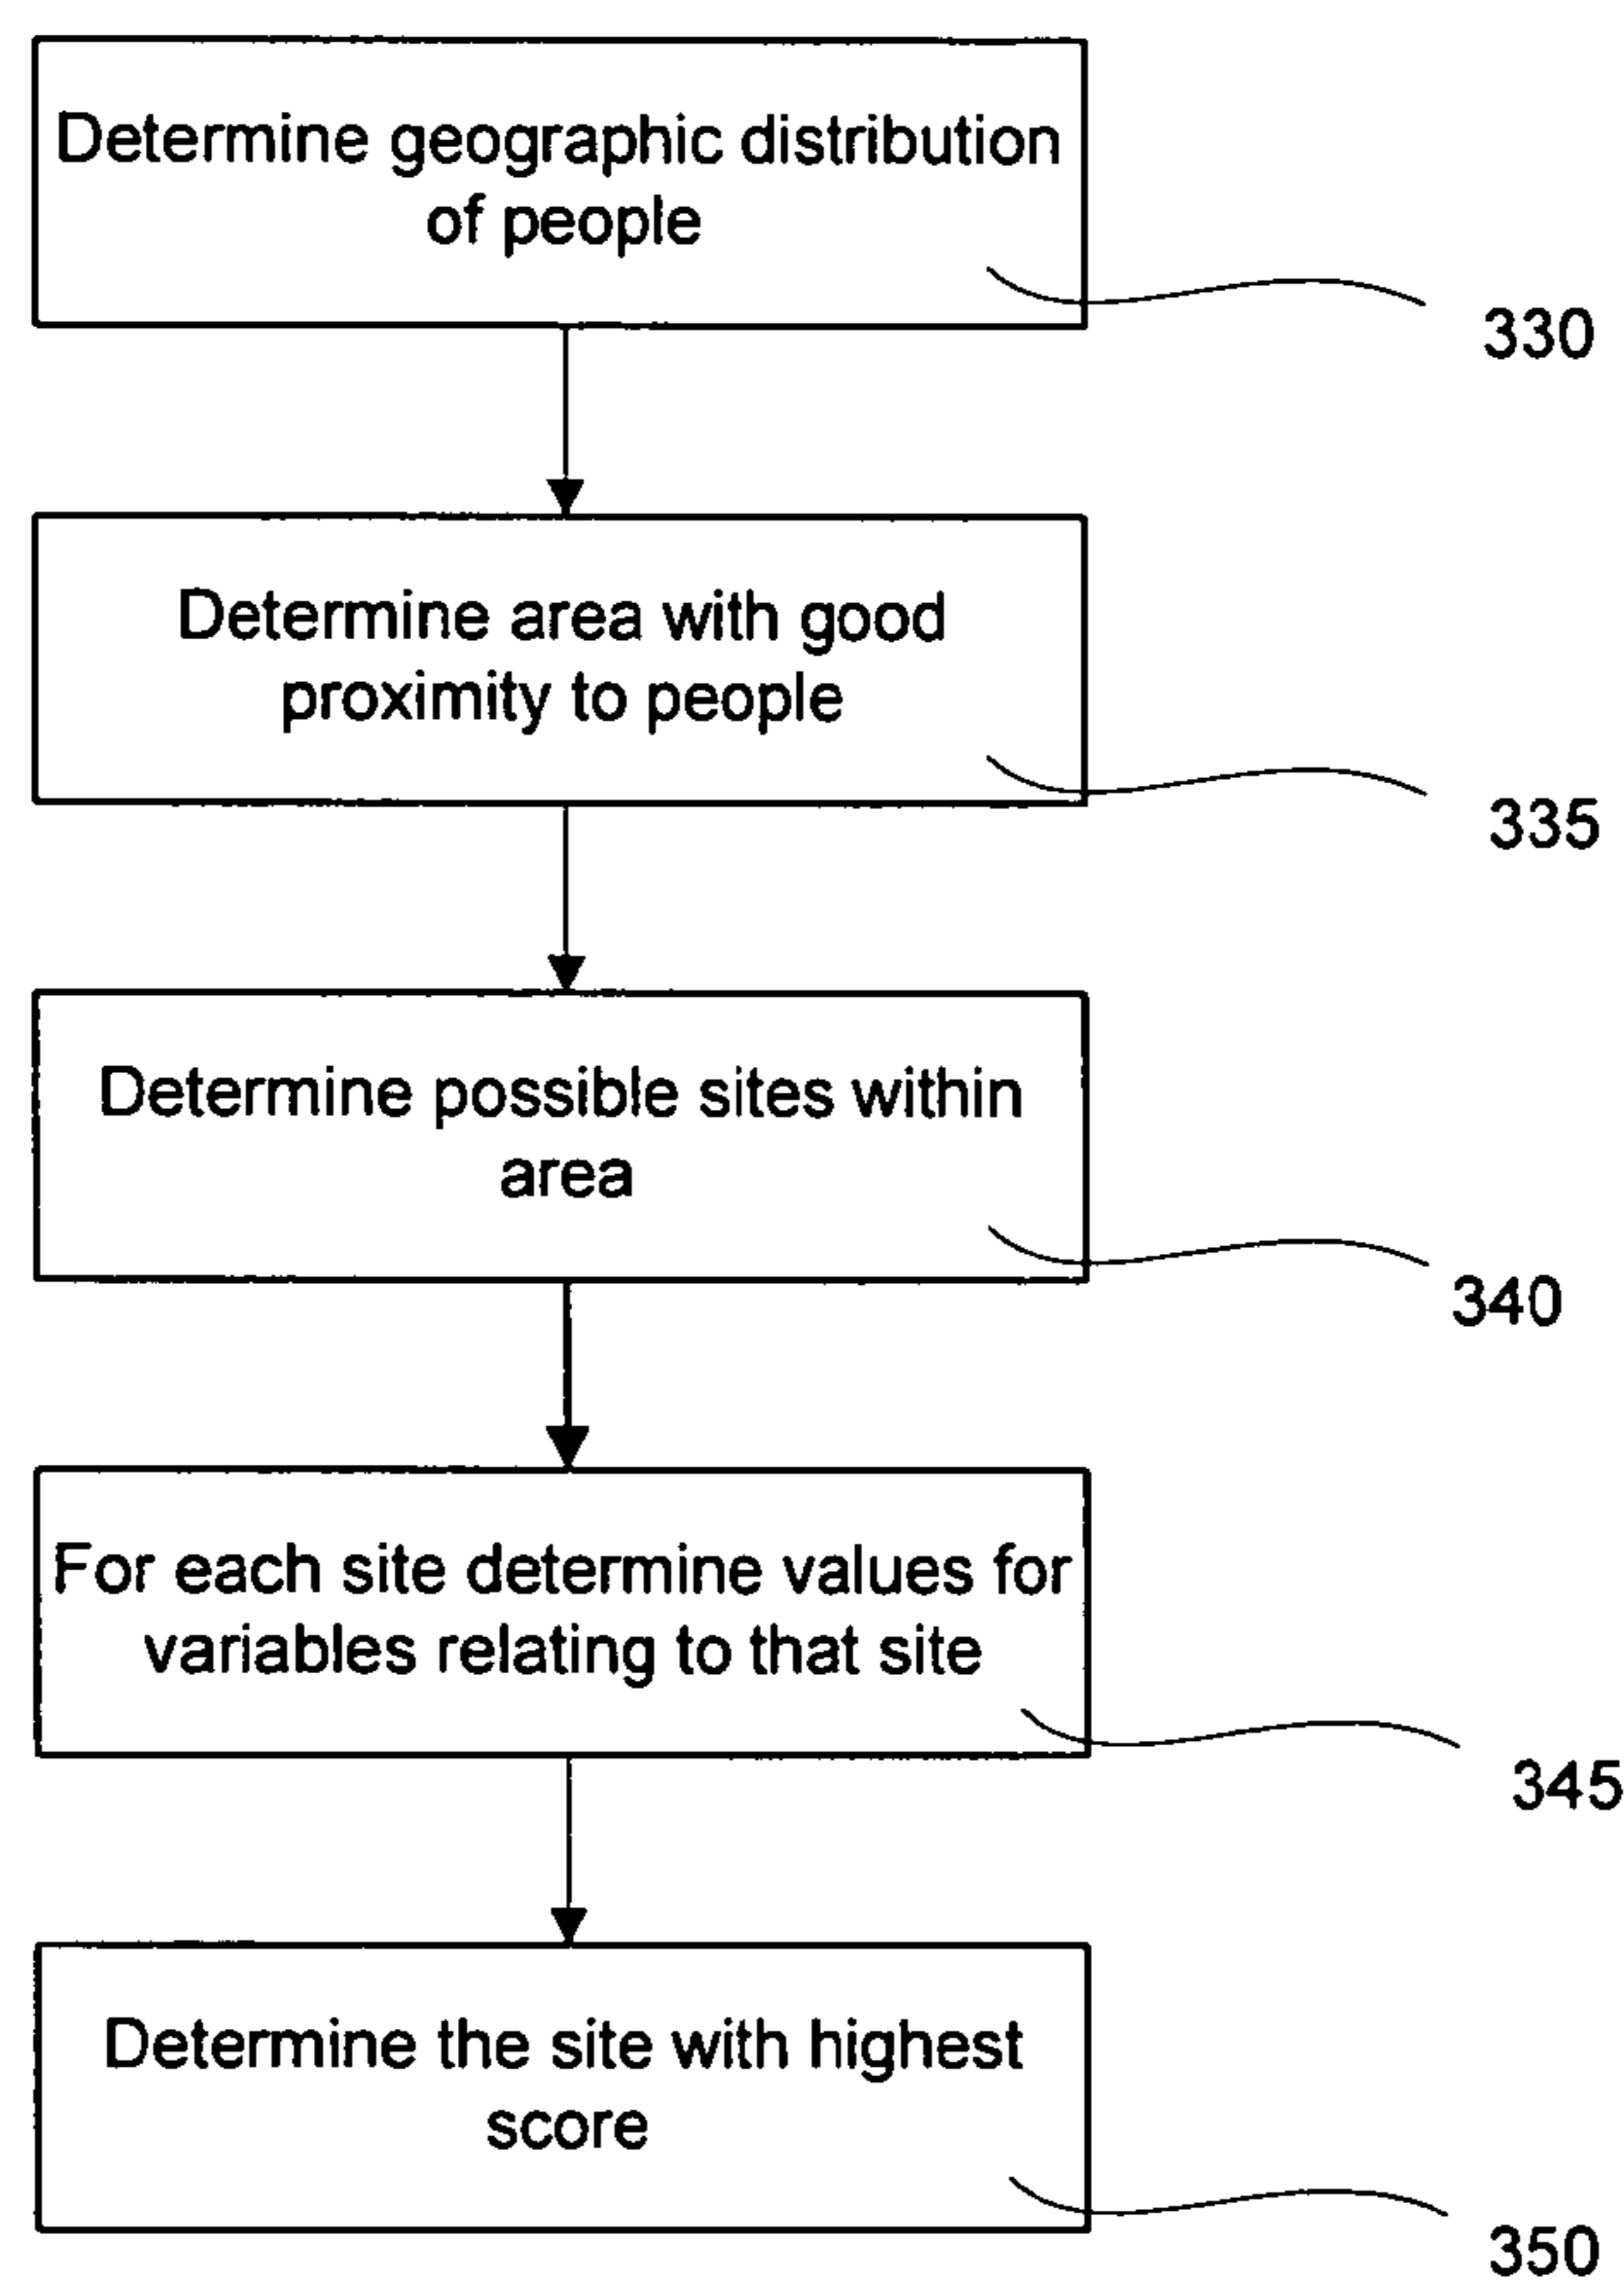 Determine geographic distribution
of people
330
Determine area with good
proximity to people
335
Determine possible sites within
area
340
For each site determine values for
variables relating to that site
345
Determine the site with highest
score
350